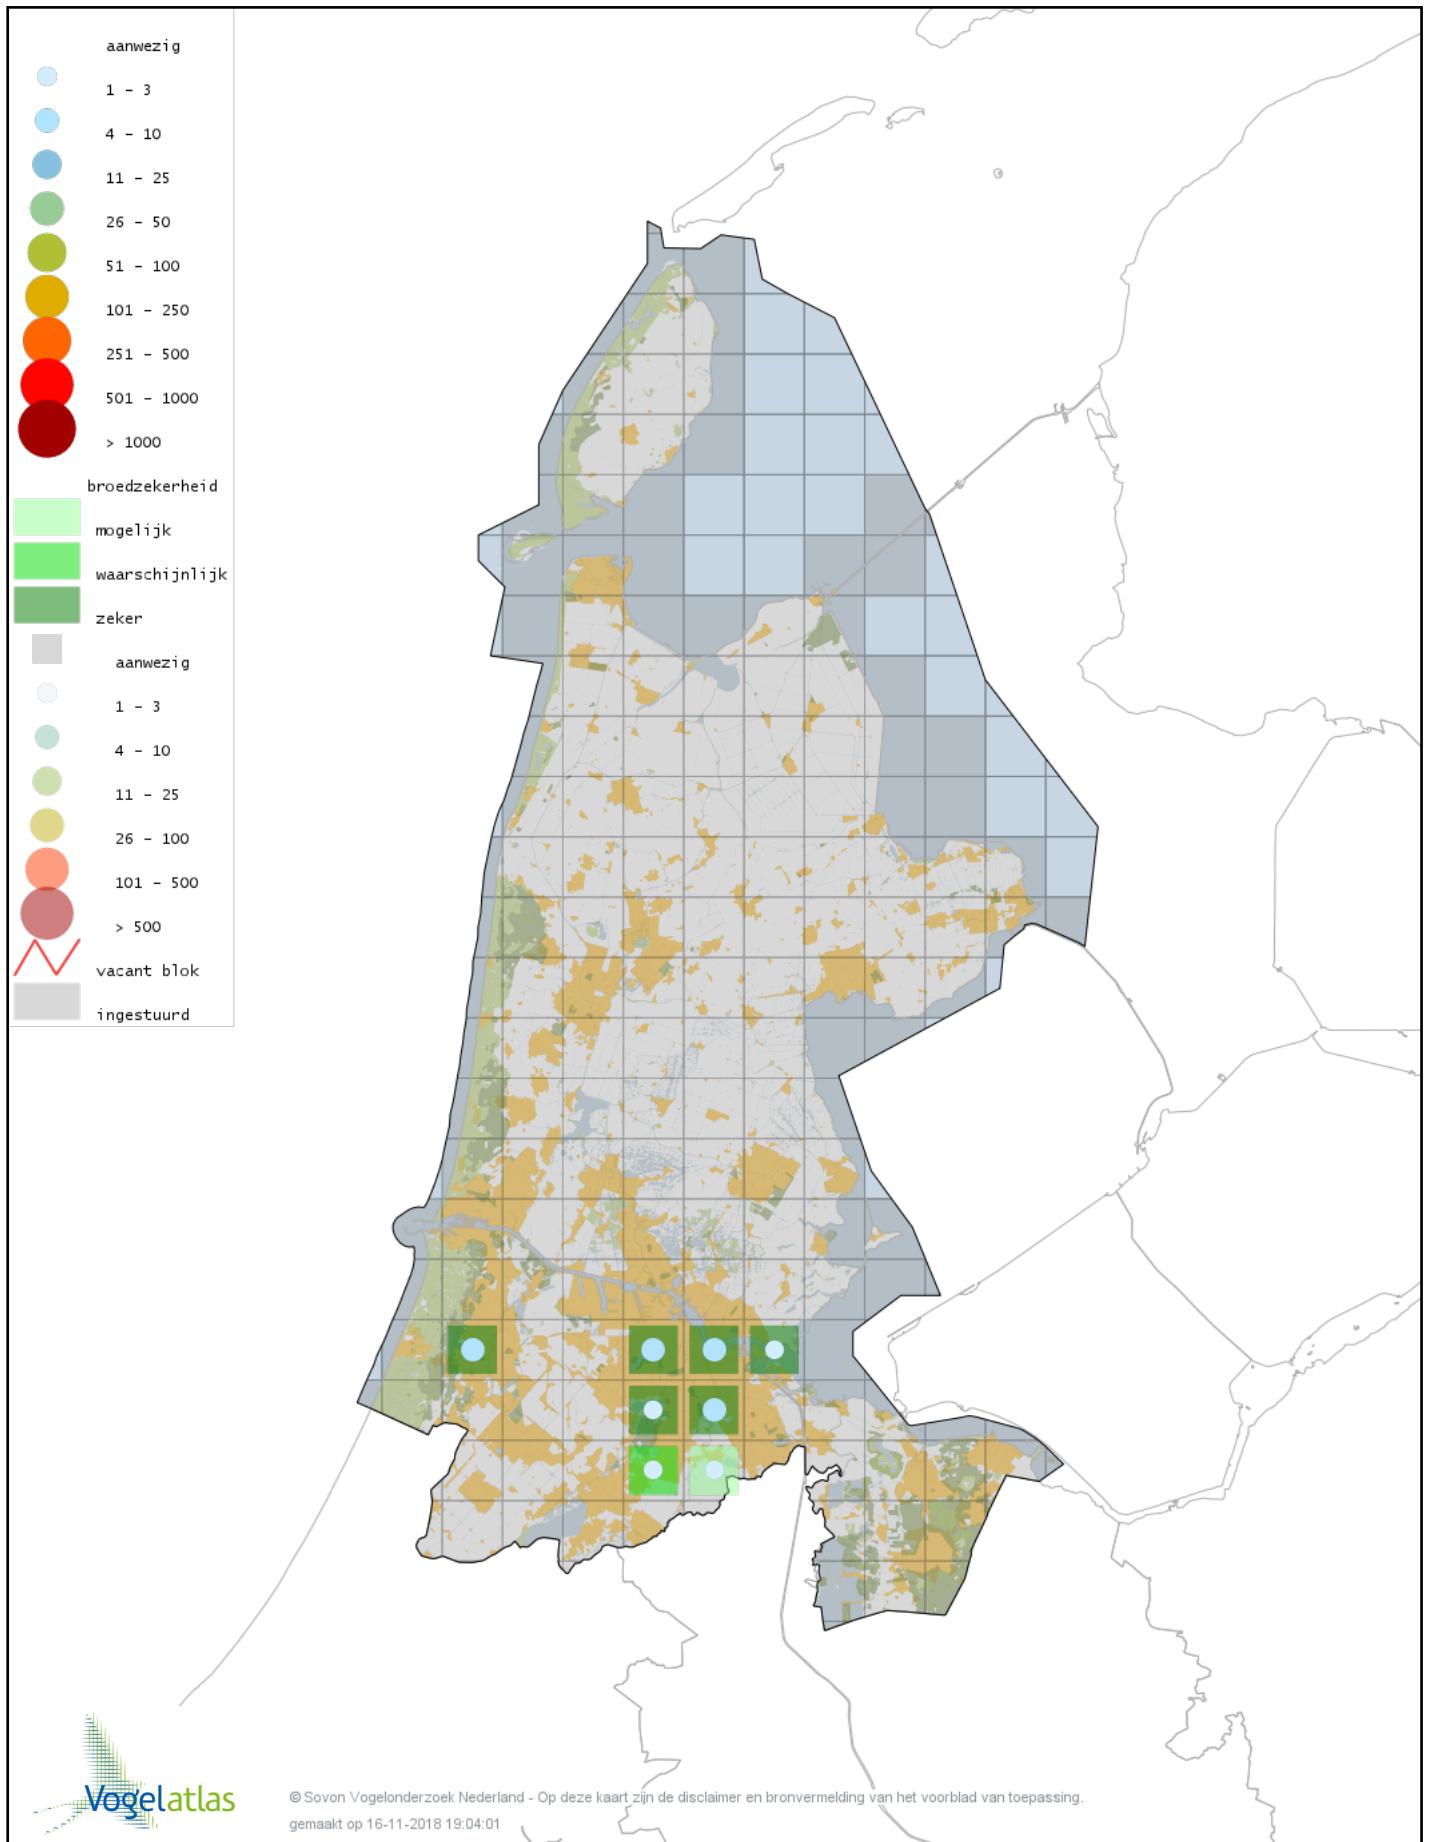 aanwezig
1 - 3
4 - 10
11 - 25
26 - 50
51 - 100
101 - 250
251 - 500
501 - 1000
> 1000
broedzekerheid
mogelijk
waarschijnlijk
zeker
aanwezig
1 - 3
4 - 10
11 - 25
26 - 100
101 - 500
> 500
vacant blok
ingestuurd
Vogelatlas
© Sovon Vogelonderzoek Nederland - Op deze kaart zijn de disclaimer en bronvermelding van het voorblad van toepassing.
gemaakt op 16-11-2018 19:04:01